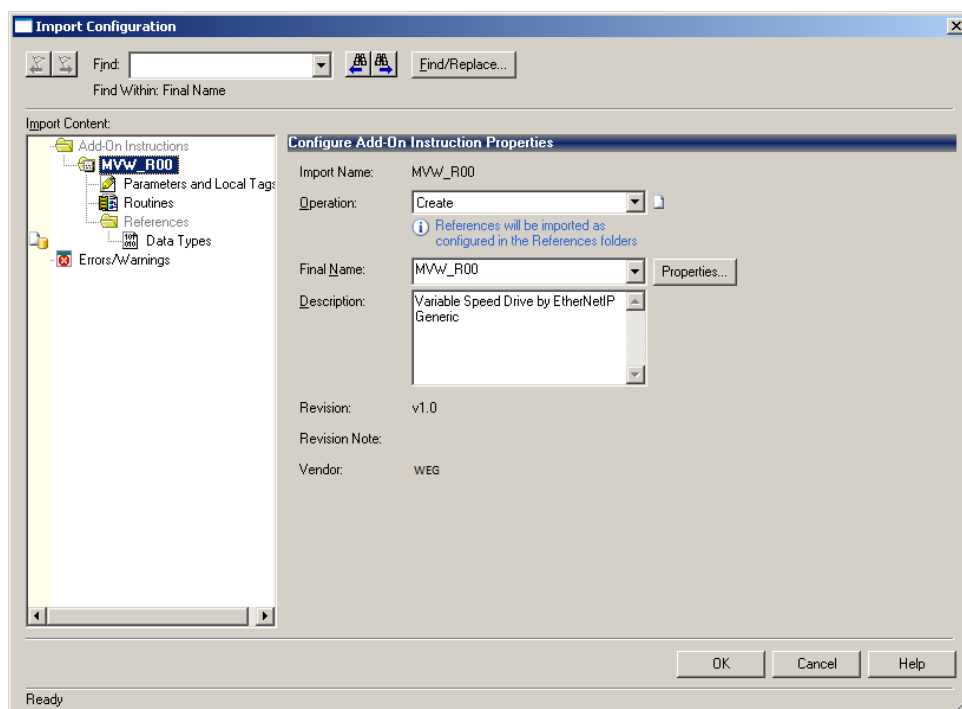 Import Configuration
Find:
Find/Replace...
Find Within: Final Name
Import Content:
Add-On Instructions
MVW_R00
Parameters and Local Tags
Routines
References
Data Types
Errors/Warnings
Configure Add-On Instruction Properties
Import Name: MVW_R00
Operation: Create
References will be imported as
configured in the References folders
Final Name: MVW_R00 Properties...
Description: Variable Speed Drive by EtherNetIP
Generic
Revision: v1.0
Revision Note:
Vendor: WEG
OK Cancel Help
Ready